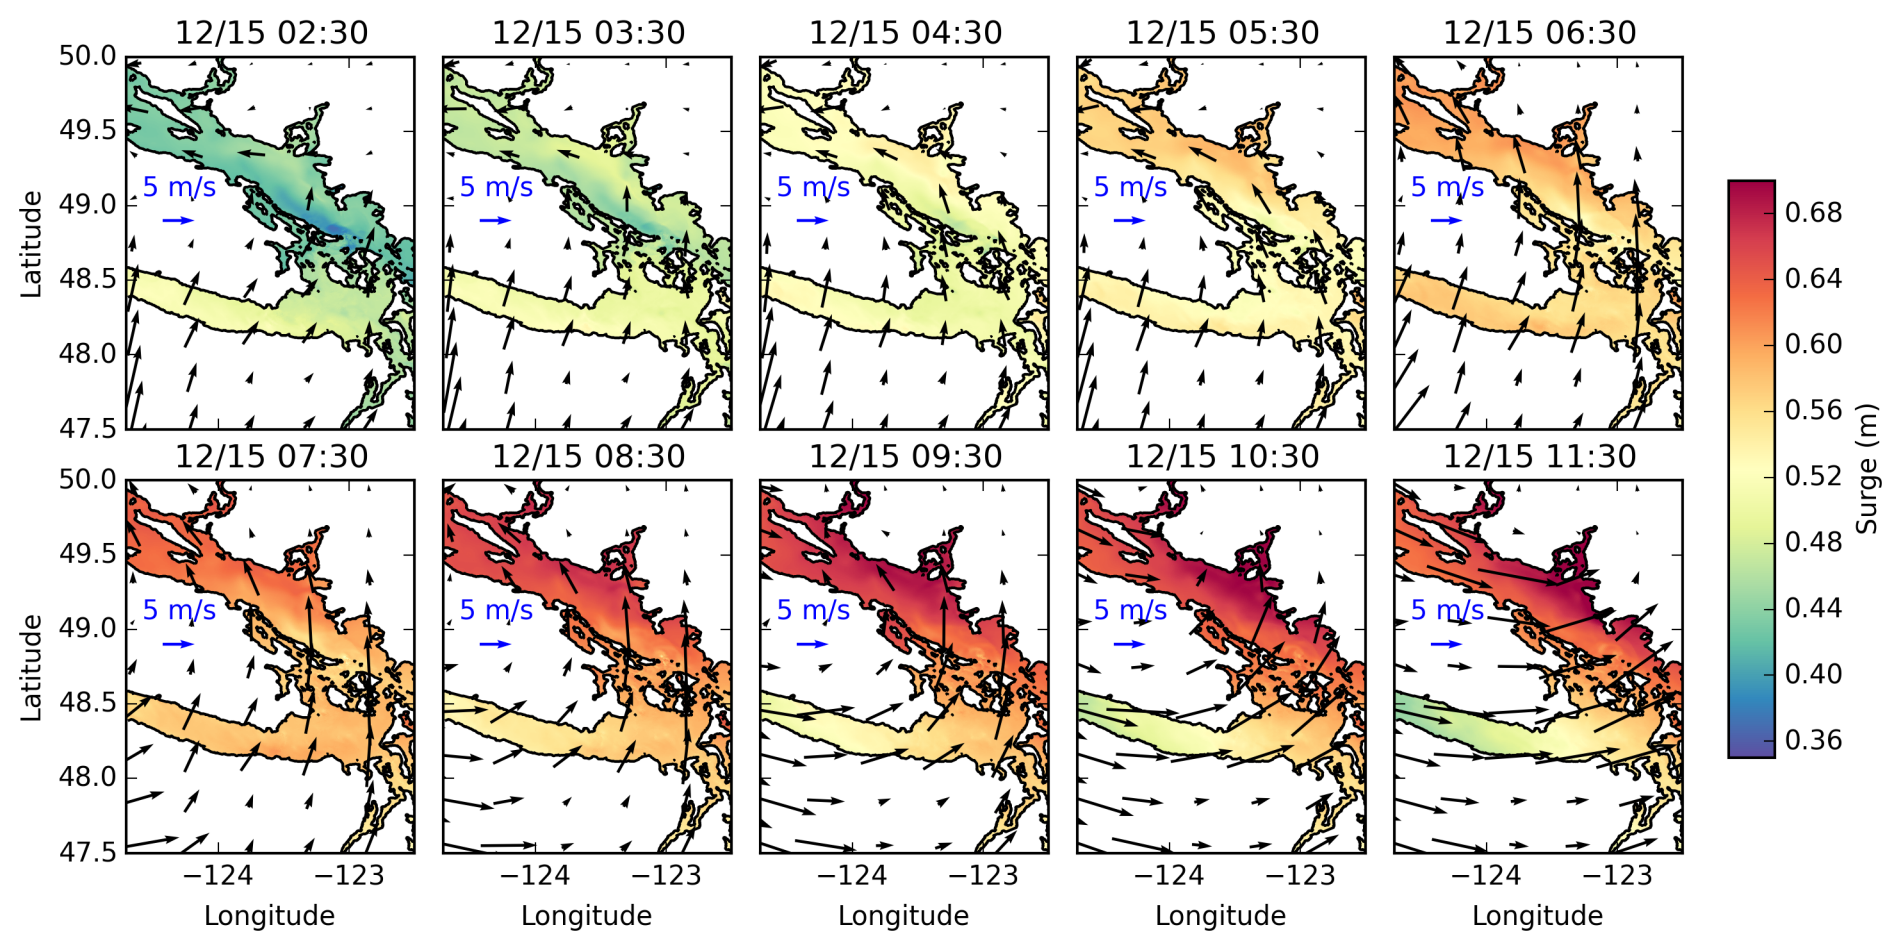 12/15 02:30 12/15 03:30 12/15 04:30 12/15 05:30 12/15 06:30
50.0
49.5
49.0
48.5
48.0
47.5
Latitude
5 m/s 5 m/s 5 m/s 5 m/s 5 m/s
12/15 07:30 12/15 08:30 12/15 09:30 12/15 10:30 12/15 11:30
50.0
49.5
49.0
48.5
48.0
47.5
Latitude
5 m/s 5 m/s 5 m/s 5 m/s 5 m/s
−124 −123 −124 −123 −124 −123 −124 −123 −124 −123
Longitude Longitude Longitude Longitude Longitude
0.68
0.64
0.60
0.56
0.52
0.48
0.44
0.40
0.36
Surge (m)